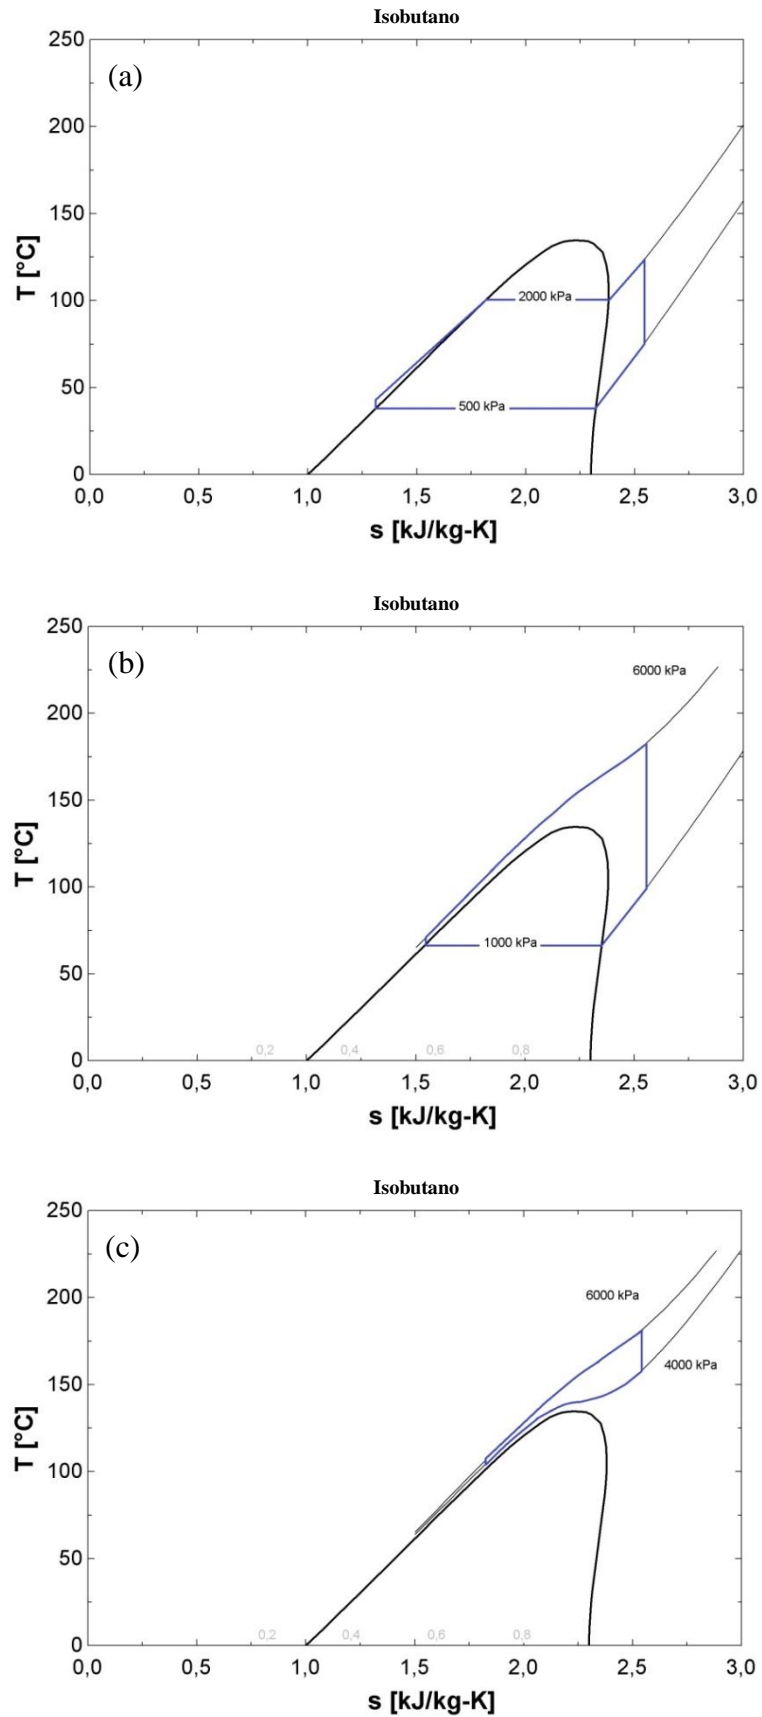 Isobutano
(a)
250
200
150
100
50
0
T [°C]
2000 kPa
500 kPa
0,0 0,5 1,0 1,5 2,0 2,5 3,0
s [kJ/kg-K]
Isobutano
(b)
250
200
150
100
50
0
T [°C]
6000 kPa
1000 kPa
0,2 0,4 0,6 0,8
0,0 0,5 1,0 1,5 2,0 2,5 3,0
s [kJ/kg-K]
Isobutano
(c)
250
200
150
100
50
0
T [°C]
6000 kPa
4000 kPa
0,2 0,4 0,6 0,8
0,0 0,5 1,0 1,5 2,0 2,5 3,0
s [kJ/kg-K]